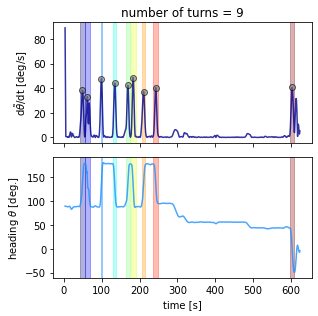 number of turns = 9
dθ̃/dt [deg/s]
80
60
40
20
0
heading θ [deg.]
150
100
50
0
−50
0 100 200 300 400 500 600
time [s]